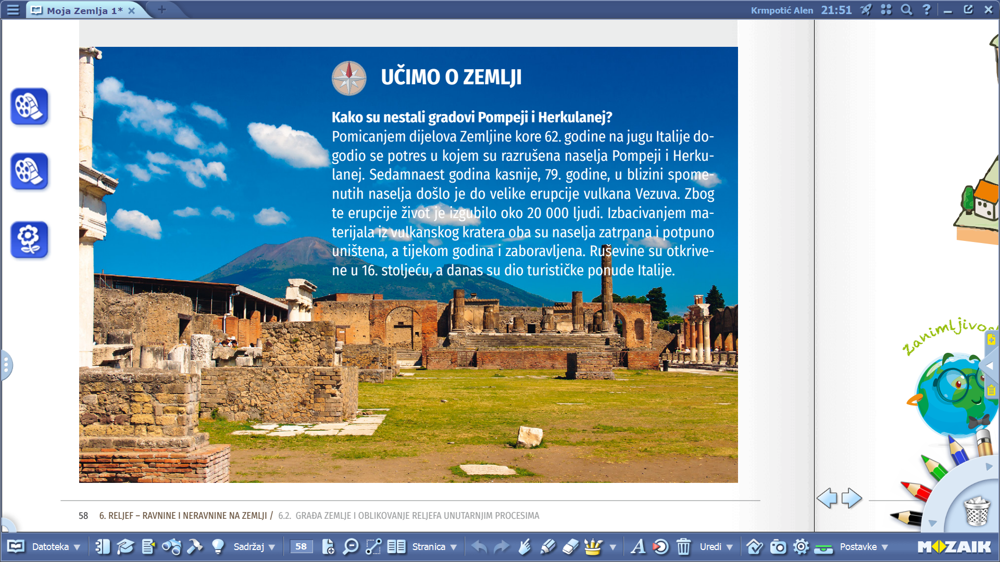 Moja Zemlja 1*
Krmpotić Alen 21:51
UČIMO O ZEMLJI
Kako su nestali gradovi Pompeji i Herkulanej?
Pomicanjem dijelova Zemljine kore 62. godine na jugu Italije do-
godio se potres u kojem su razrušena naselja Pompeji i Herku-
lanej. Sedamnaest godina kasnije, 79. godine, u blizini spome-
nutih naselja došlo je do velike erupcije vulkana Vezuva. Zbog
te erupcije život je izgubilo oko 20 000 ljudi. Izbacivanjem ma-
terijala iz vulkanskog kratera oba su naselja zatrpana i potpuno
uništena, a tijekom godina i zaboravljena. Ruševine su otkrive-
ne u 16. stoljeću, a danas su dio turističke ponude Italije.
58 6. RELJEF – RAVNINE I NERAVNINE NA ZEMLJI / 6.2. GRAĐA ZEMLJE I OBLIKOVANJE RELJEFA UNUTARNJIM PROCESIMA
Datoteka Sadržaj 58 Stranica Uredi Postavke MOZAIK